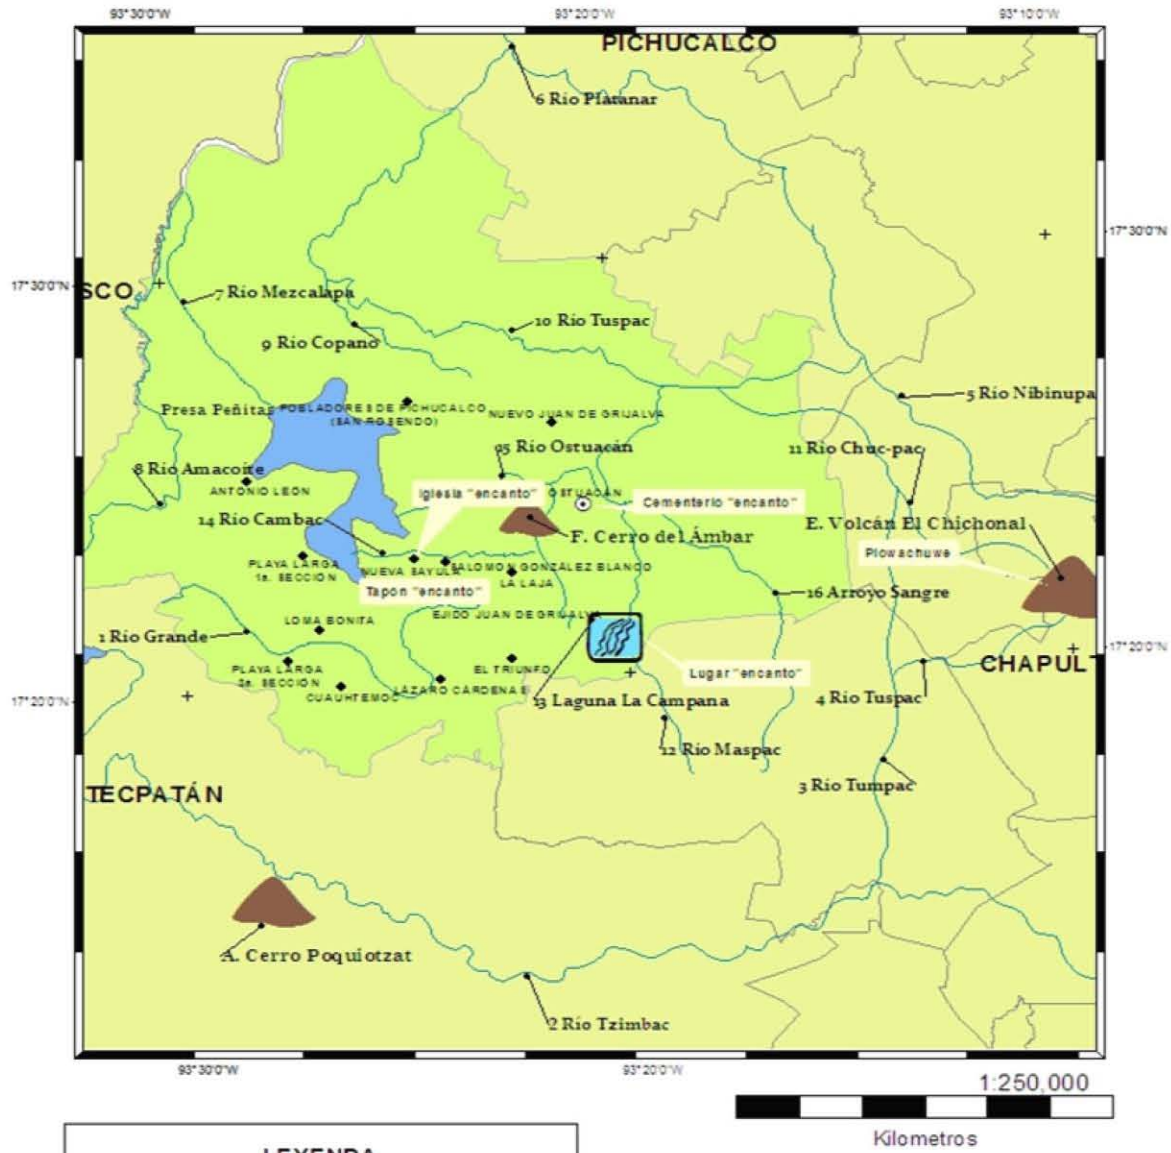 93°30'0"W
93°20'0"W
93°10'0"W
PICHUCALCO
6 Río Platanar
17°30'0"N
17°30'0"N
SCO
7 Río Mezcalapa
10 Río Tuspac
9 Río Copano
5 Río Nibinupa
Presa Peñitas
POBLADORES DE PICHUCALCO
(SAN ROSENDO)
NUEVO JUAN DE GRIJALVA
15 Río Ostuacán
11 Río Chuc-pac
8 Río Amacoite
ANTONIO LEÓN
Iglesia "encanto"
OSTUACÁN
Cementerio "encanto"
14 Río Cambac
F. Cerro del Ámbar
E. Volcán El Chichonal
Piowachuwe
PLAYA LARGA
1a. SECCIÓN
NUEVA SAYULA
SALOMON GONZÁLEZ BLANCO
LA LAJA
Tapón "encanto"
16 Arroyo Sangre
EJIDO JUAN DE GRIJALVA
LOMA BONITA
1 Río Grande
17°20'0"N
PLAYA LARGA
2a. SECCIÓN
EL TRIUNFO
Lugar "encanto"
CHAPULT
CUAUHTEMOC
LÁZARO CÁRDENAS
13 Laguna La Campana
4 Río Tuspac
17°20'0"N
12 Río Maspac
3 Río Tumpac
TECPATÁN
A. Cerro Poquiotzat
2 Río Tzimbac
93°30'0"W
93°20'0"W
1:250,000
Kilometros
LEYENDA